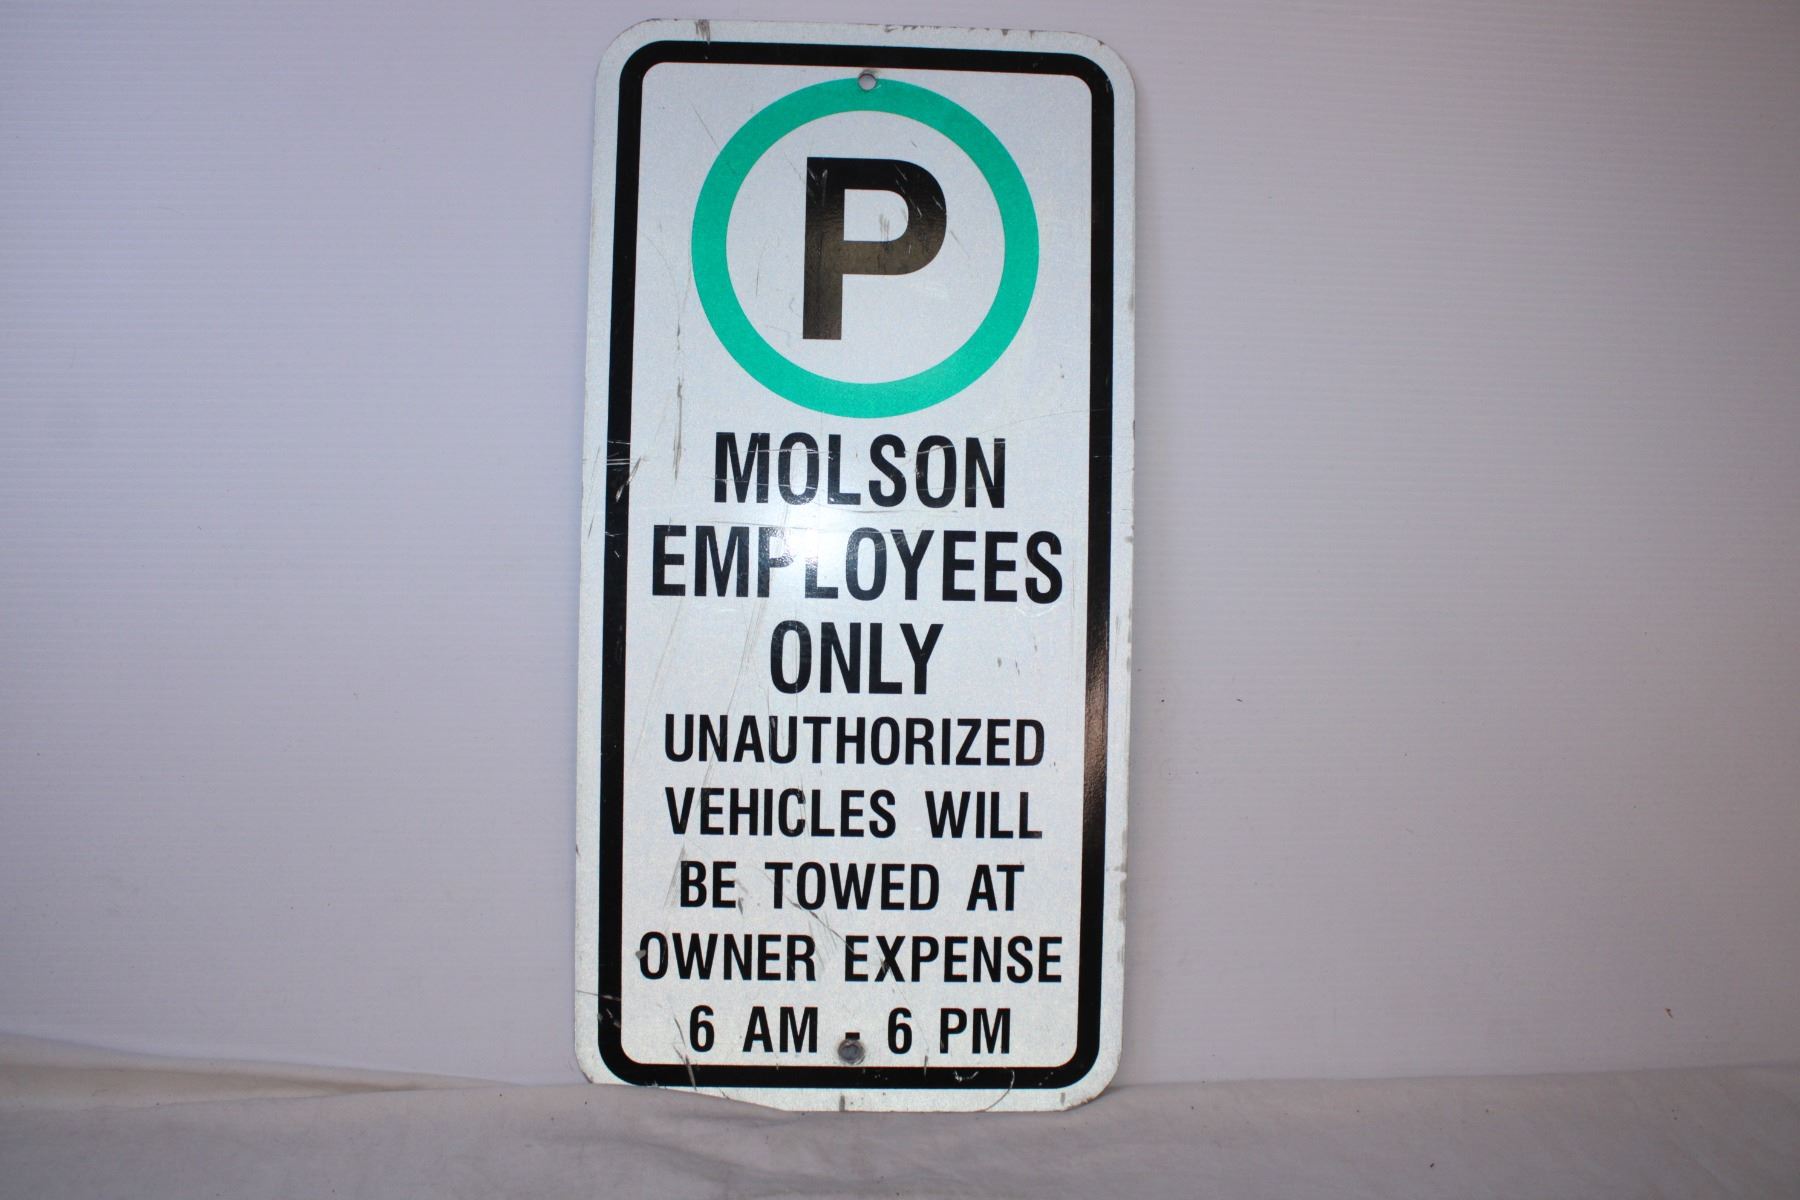 P
MOLSON
EMPLOYEES
ONLY
UNAUTHORIZED
VEHICLES WILL
BE TOWED AT
OWNER EXPENSE
6 AM - 6 PM